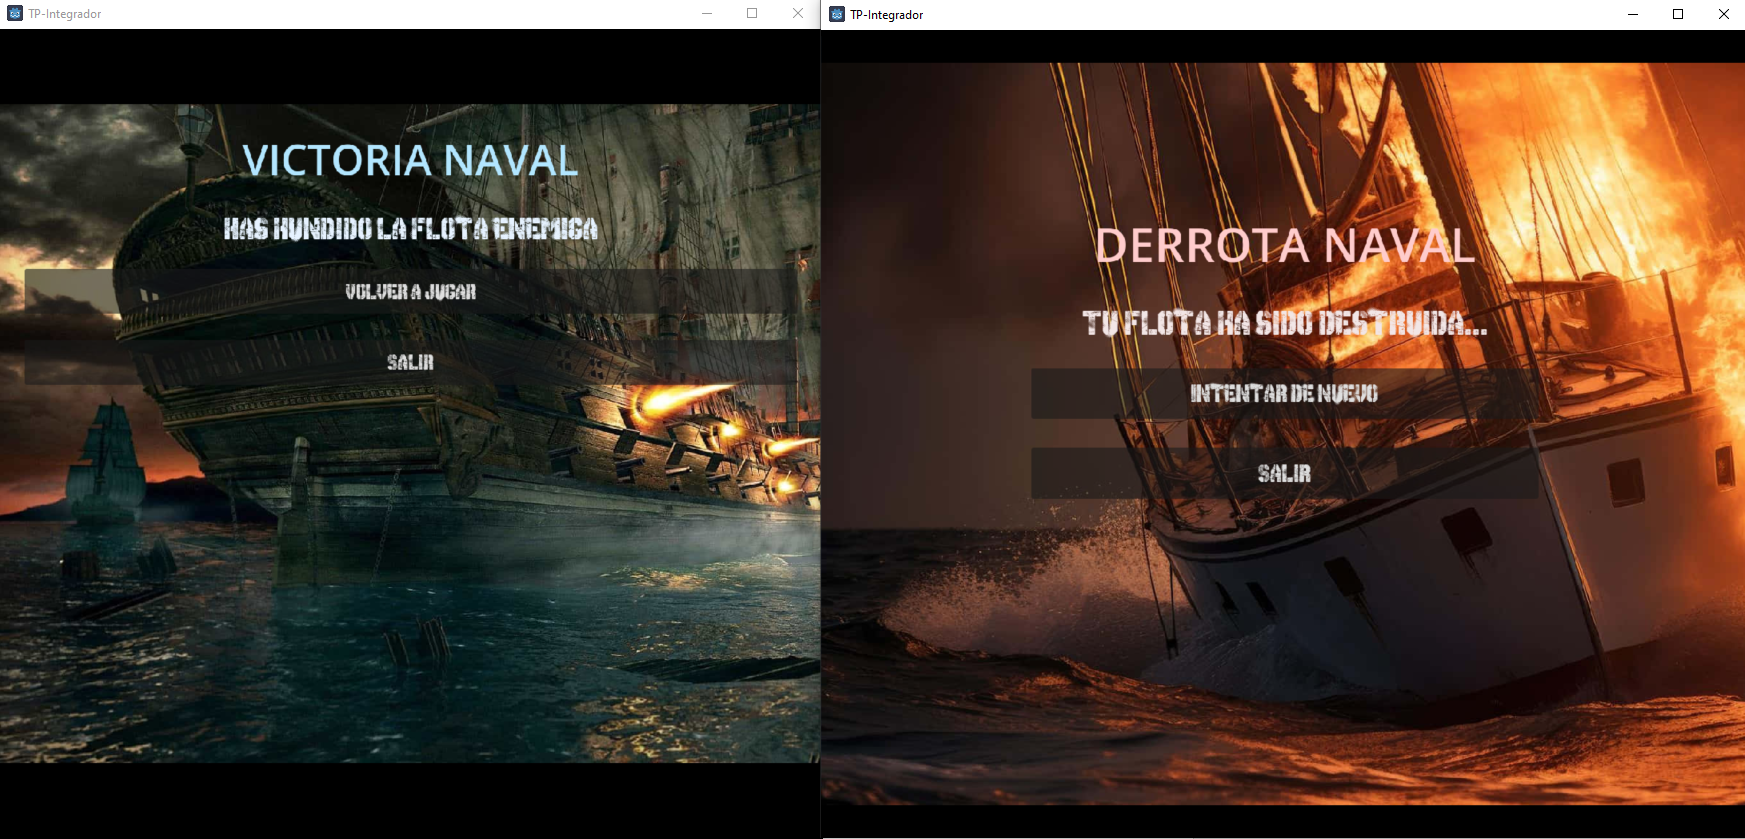 TP-Integrador
VICTORIA NAVAL
HAS HUNDIDO LA FLOTA ENEMIGA
VOLVER A JUGAR
SALIR
TP-Integrador
DERROTA NAVAL
TU FLOTA HA SIDO DESTRUIDA...
INTENTAR DE NUEVO
SALIR